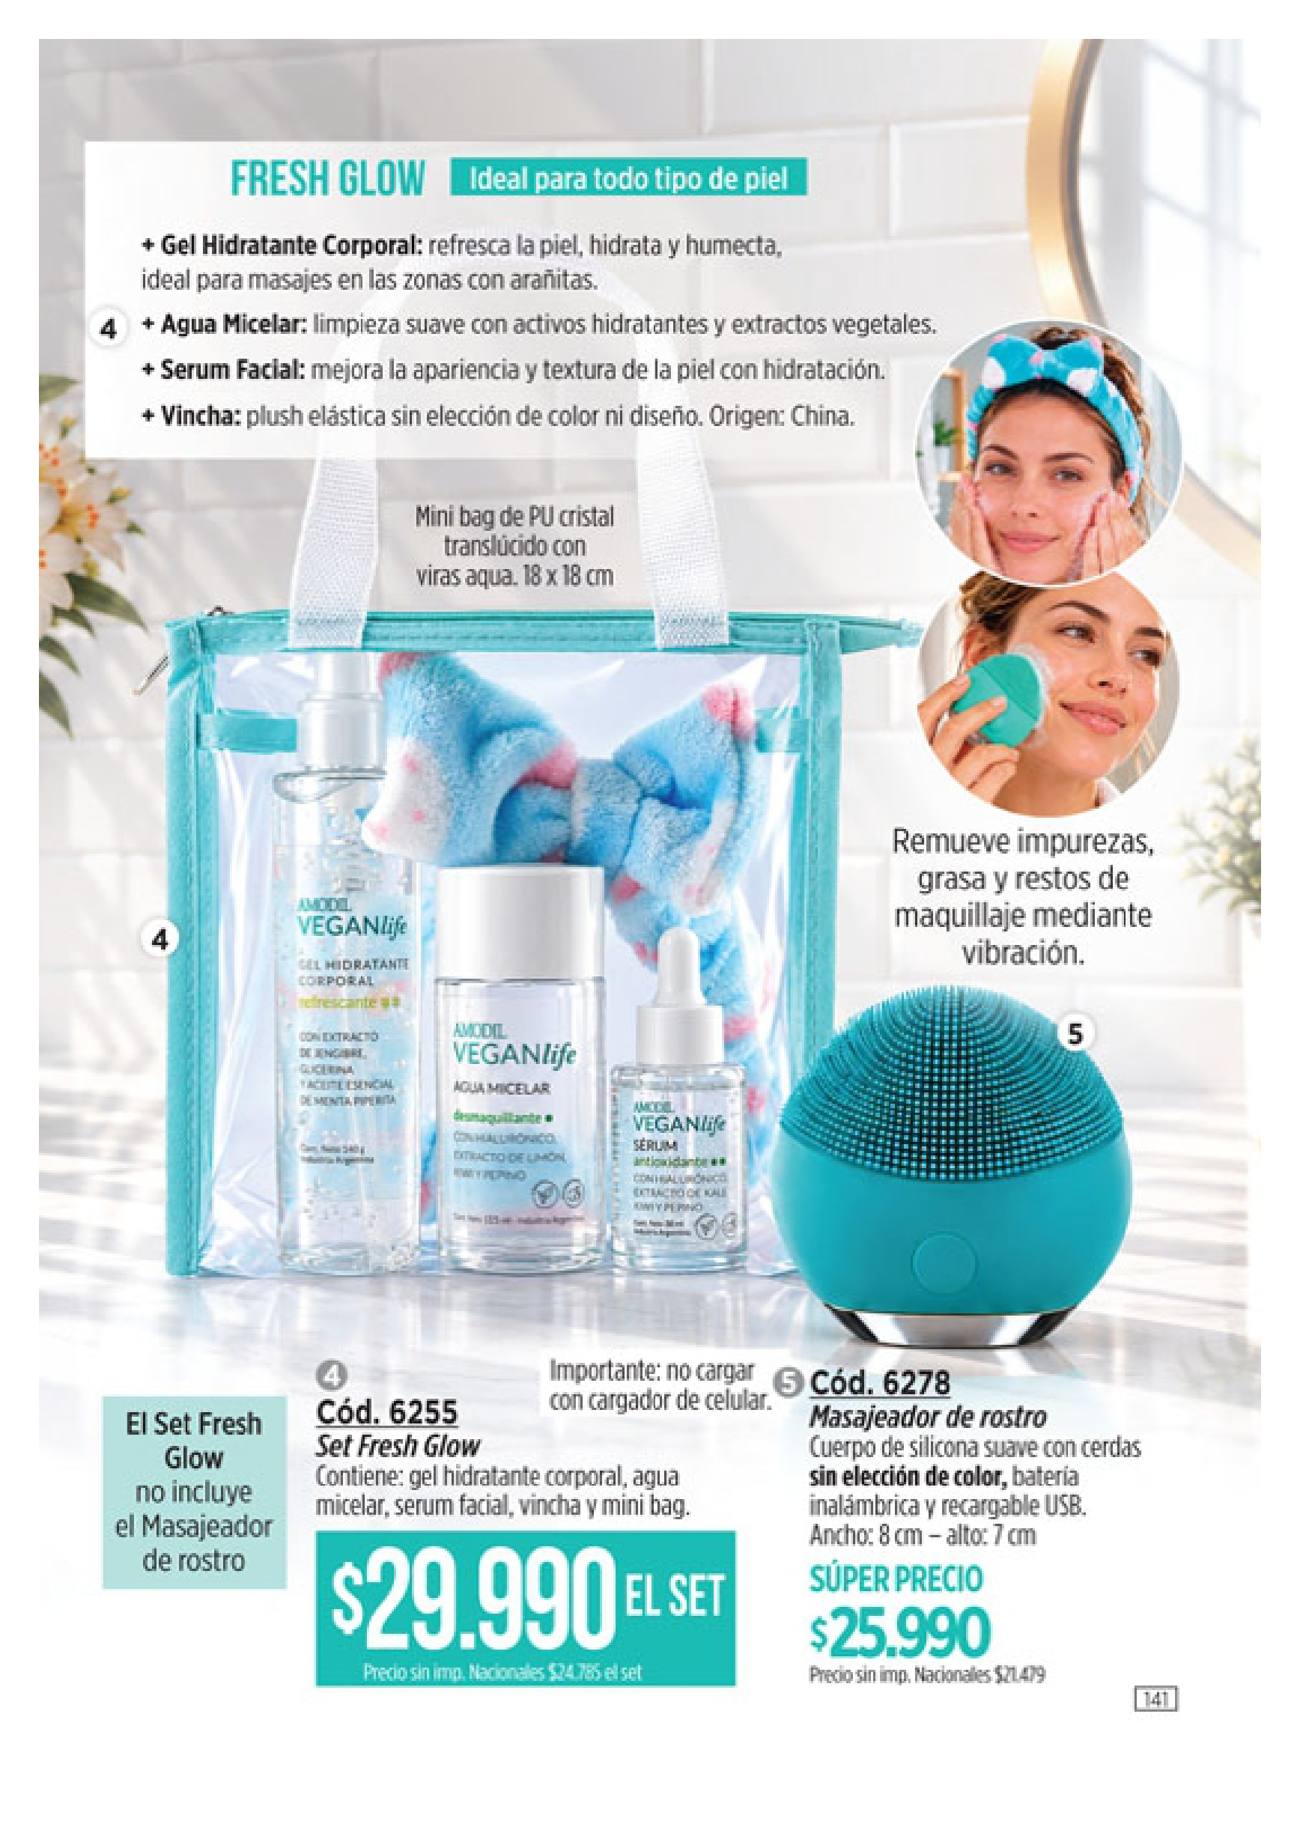 FRESH GLOW Ideal para todo tipo de piel
+ Gel Hidratante Corporal: refresca la piel, hidrata y humecta,
ideal para masajes en las zonas con arañitas.
4 + Agua Micelar: limpieza suave con activos hidratantes y extractos vegetales.
+ Serum Facial: mejora la apariencia y textura de la piel con hidratación.
+ Vincha: plush elástica sin elección de color ni diseño. Origen: China.
Mini bag de PU cristal
translúcido con
viras aqua. 18 x 18 cm
Remueve impurezas,
grasa y restos de
maquillaje mediante
vibración.
4
AMODIL
VEGANlife
GEL HIDRATANTE
CORPORAL
refrescante
CON EXTRACTO
DE JENGIBRE,
GLICERINA
Y ACEITE ESENCIAL
DE MENTA PIPERITA
Cont. Neto 140 g
Industria Argentina
AMODIL
VEGANlife
AGUA MICELAR
desmaquillante
CON HIALURÓNICO,
EXTRACTO DE LIMÓN,
KIWI Y PEPINO
AMODIL
VEGANlife
SÉRUM
antioxidante
CON HIALURÓNICO
EXTRACTO DE KALE
KIWI Y PEPINO
5
Importante: no cargar
con cargador de celular.
El Set Fresh
Glow
no incluye
el Masajeador
de rostro
4
Cód. 6255
Set Fresh Glow
Contiene: gel hidratante corporal, agua
micelar, serum facial, vincha y mini bag.
$29.990 EL SET
Precio sin imp. Nacionales $24.785 el set
5 Cód. 6278
Masajeador de rostro
Cuerpo de silicona suave con cerdas
sin elección de color, batería
inalámbrica y recargable USB.
Ancho: 8 cm – alto: 7 cm
SÚPER PRECIO
$25.990
Precio sin imp. Nacionales $21.479
141